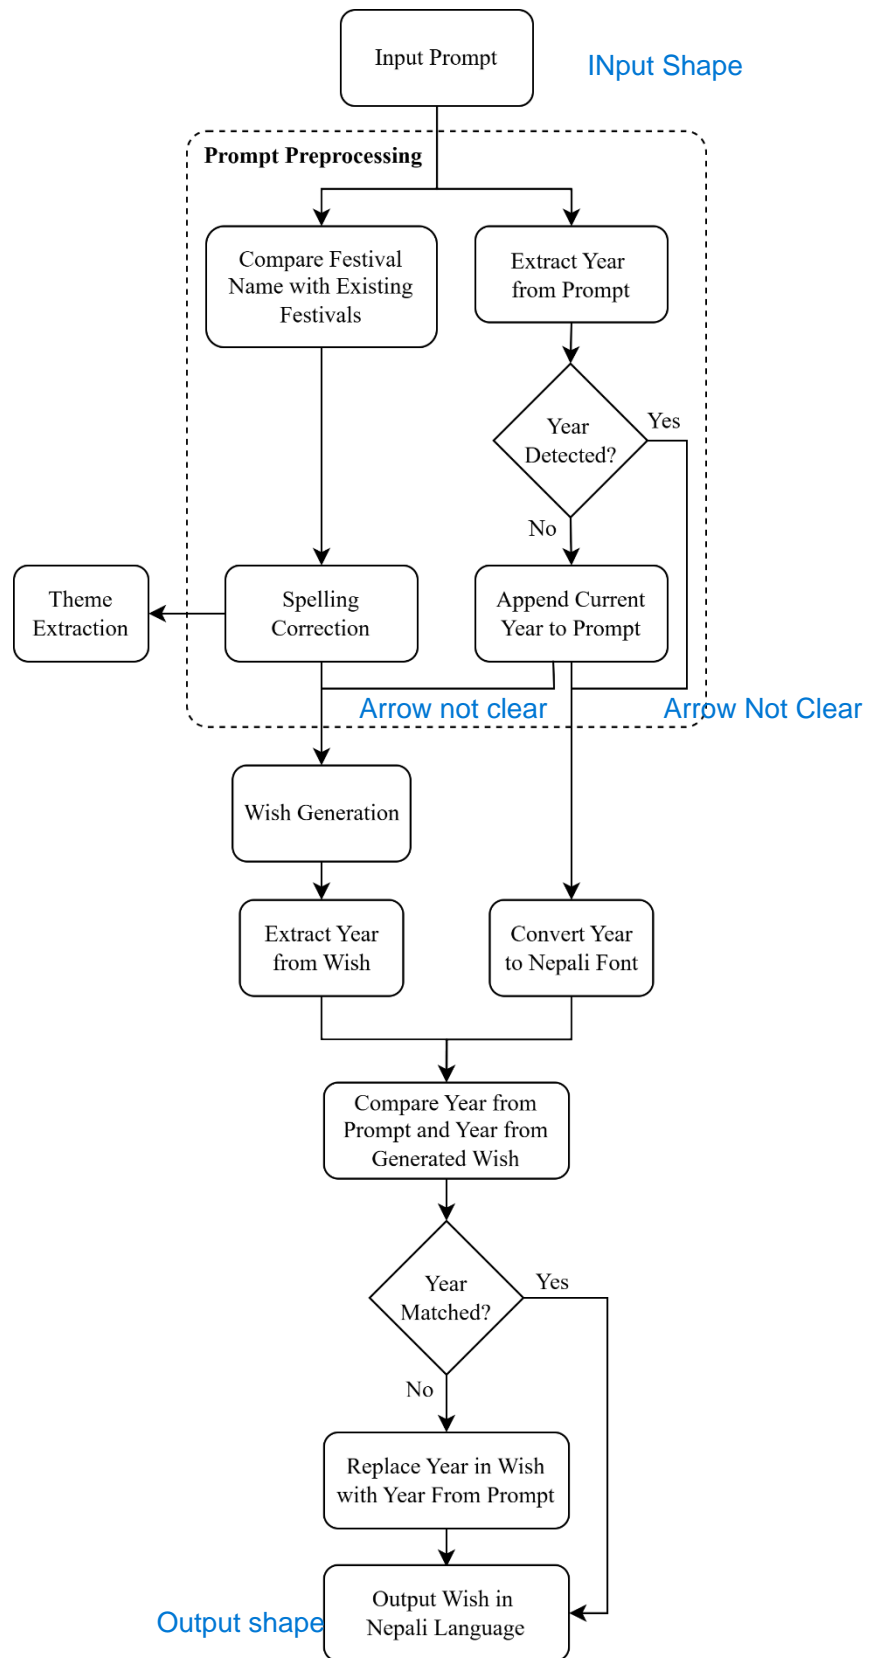 Input Prompt
INput Shape
Prompt Preprocessing
Compare Festival
Name with Existing
Festivals
Extract Year
from Prompt
Year
Detected?
Yes
No
Theme
Extraction
Spelling
Correction
Append Current
Year to Prompt
Arrow not clear
Arrow Not Clear
Wish Generation
Extract Year
from Wish
Convert Year
to Nepali Font
Compare Year from
Prompt and Year from
Generated Wish
Year
Matched?
Yes
No
Replace Year in Wish
with Year From Prompt
Output shape
Output Wish in
Nepali Language